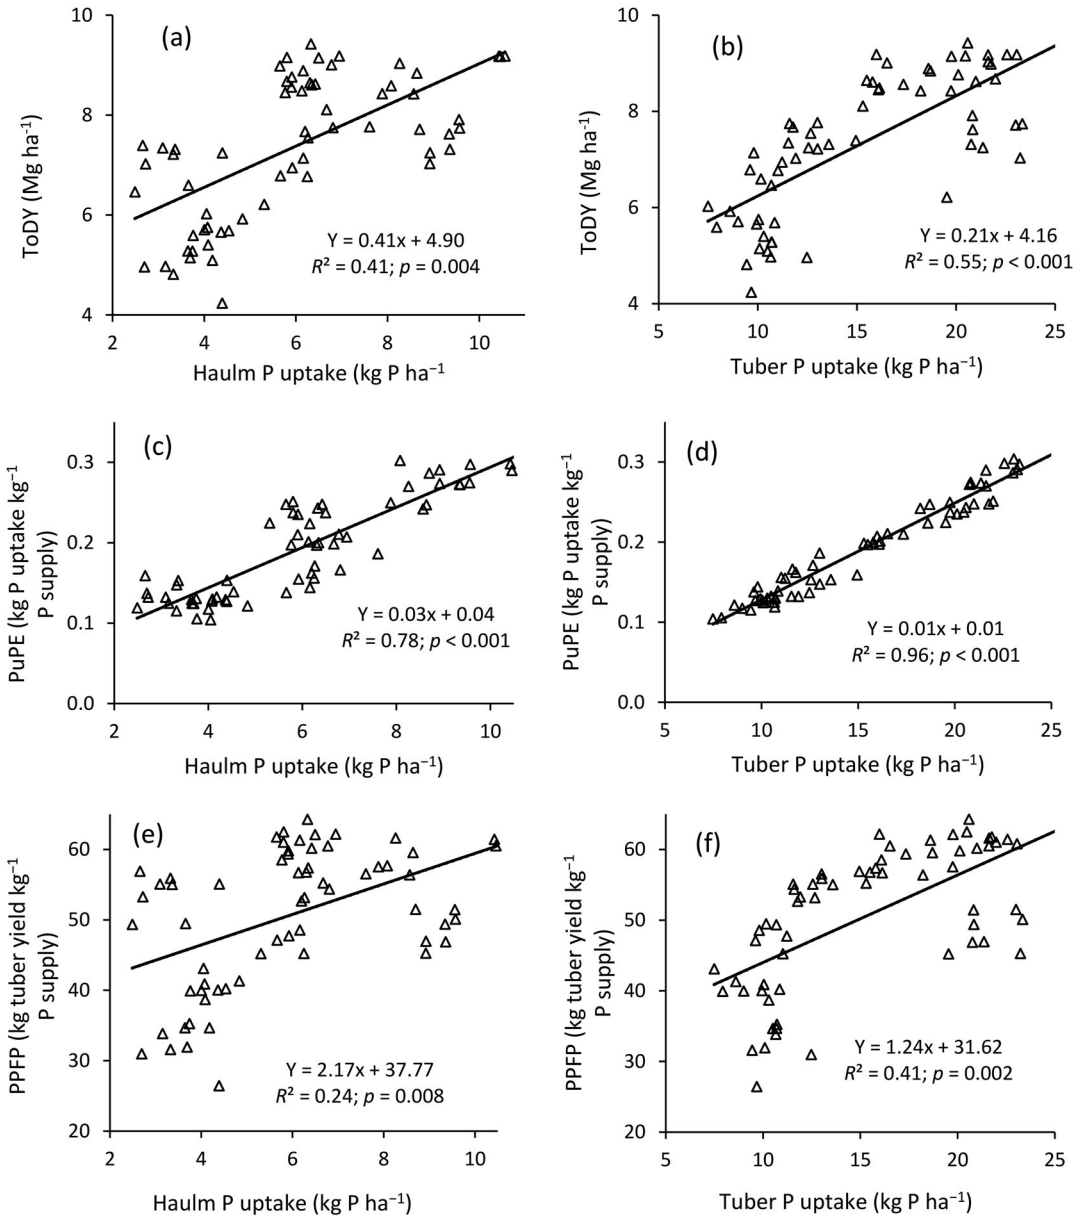 (a)
10
8
6
4
ToDY (Mg ha⁻¹)
Y = 0.41x + 4.90
R² = 0.41; p = 0.004
2 4 6 8 10
Haulm P uptake (kg P ha⁻¹
(b)
10
8
6
4
ToDY (Mg ha⁻¹)
Y = 0.21x + 4.16
R² = 0.55; p < 0.001
5 10 15 20 25
Tuber P uptake (kg P ha⁻¹)
(c)
0.3
0.2
0.1
0.0
PuPE (kg P uptake kg⁻¹
P supply)
Y = 0.03x + 0.04
R² = 0.78; p < 0.001
2 4 6 8 10
Haulm P uptake (kg P ha⁻¹)
(d)
0.3
0.2
0.1
0.0
PuPE (kg P uptake kg⁻¹
P supply)
Y = 0.01x + 0.01
R² = 0.96; p < 0.001
5 10 15 20 25
Tuber P uptake (kg P ha⁻¹)
(e)
60
50
40
30
20
PPFP (kg tuber yield kg⁻¹
P supply)
Y = 2.17x + 37.77
R² = 0.24; p = 0.008
2 4 6 8 10
Haulm P uptake (kg P ha⁻¹)
(f)
60
50
40
30
20
PPFP (kg tuber yield kg⁻¹
P supply)
Y = 1.24x + 31.62
R² = 0.41; p = 0.002
5 10 15 20 25
Tuber P uptake (kg P ha⁻¹)